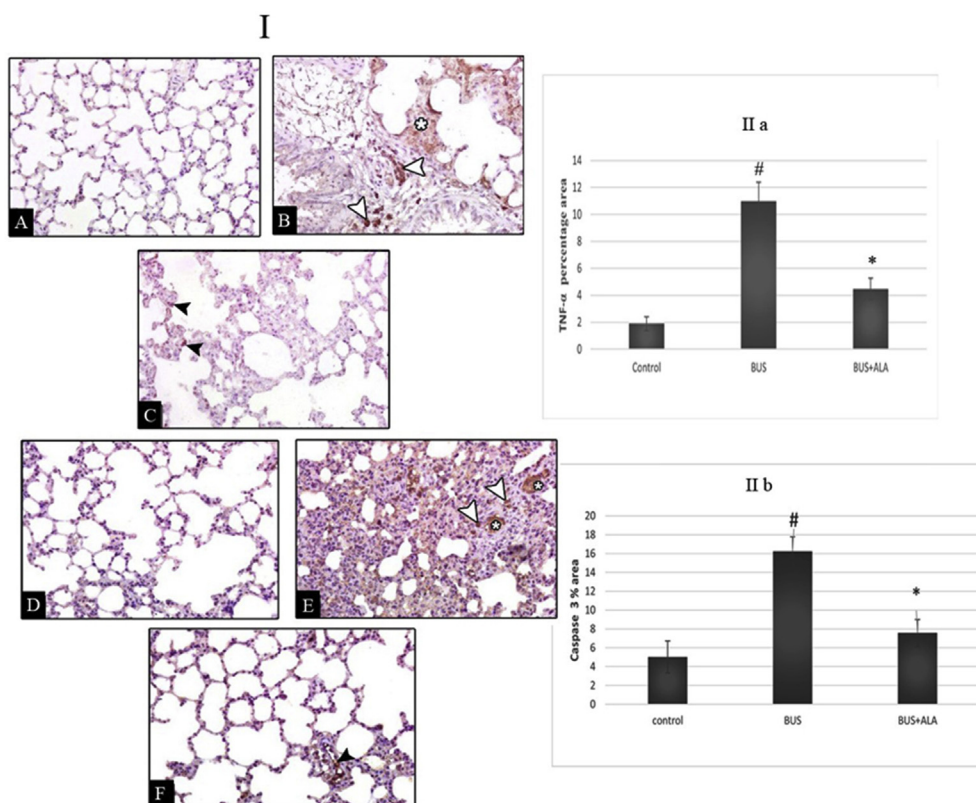 I
A
B
C
D
E
F
II a
TNF-α percentage area
14
12
10
8
6
4
2
0
#
*
Control BUS BUS+ALA
II b
Caspase 3 % area
20
18
16
14
12
10
8
6
4
2
0
#
*
control BUS BUS+ALA